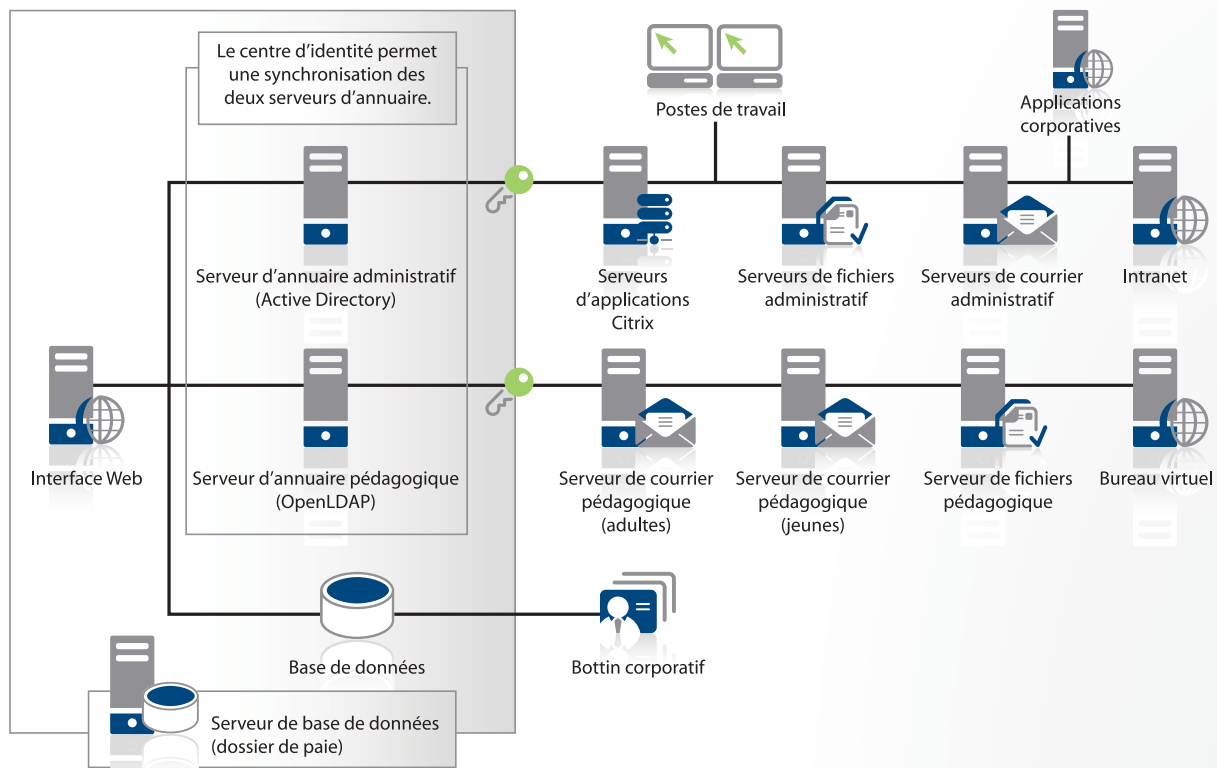 Le centre d'identité permet
une synchronisation des
deux serveurs d'annuaire.
Postes de travail
Applications
corporatives
Serveur d'annuaire administratif
(Active Directory)
Serveurs
d'applications
Citrix
Serveurs de fichiers
administratif
Serveurs de courrier
administratif
Intranet
Interface Web
Serveur d'annuaire pédagogique
(OpenLDAP)
Serveur de courrier
pédagogique
(adultes)
Serveur de courrier
pédagogique
(jeunes)
Serveur de fichiers
pédagogique
Bureau virtuel
Base de données
Bottin corporatif
Serveur de base de données
(dossier de paie)